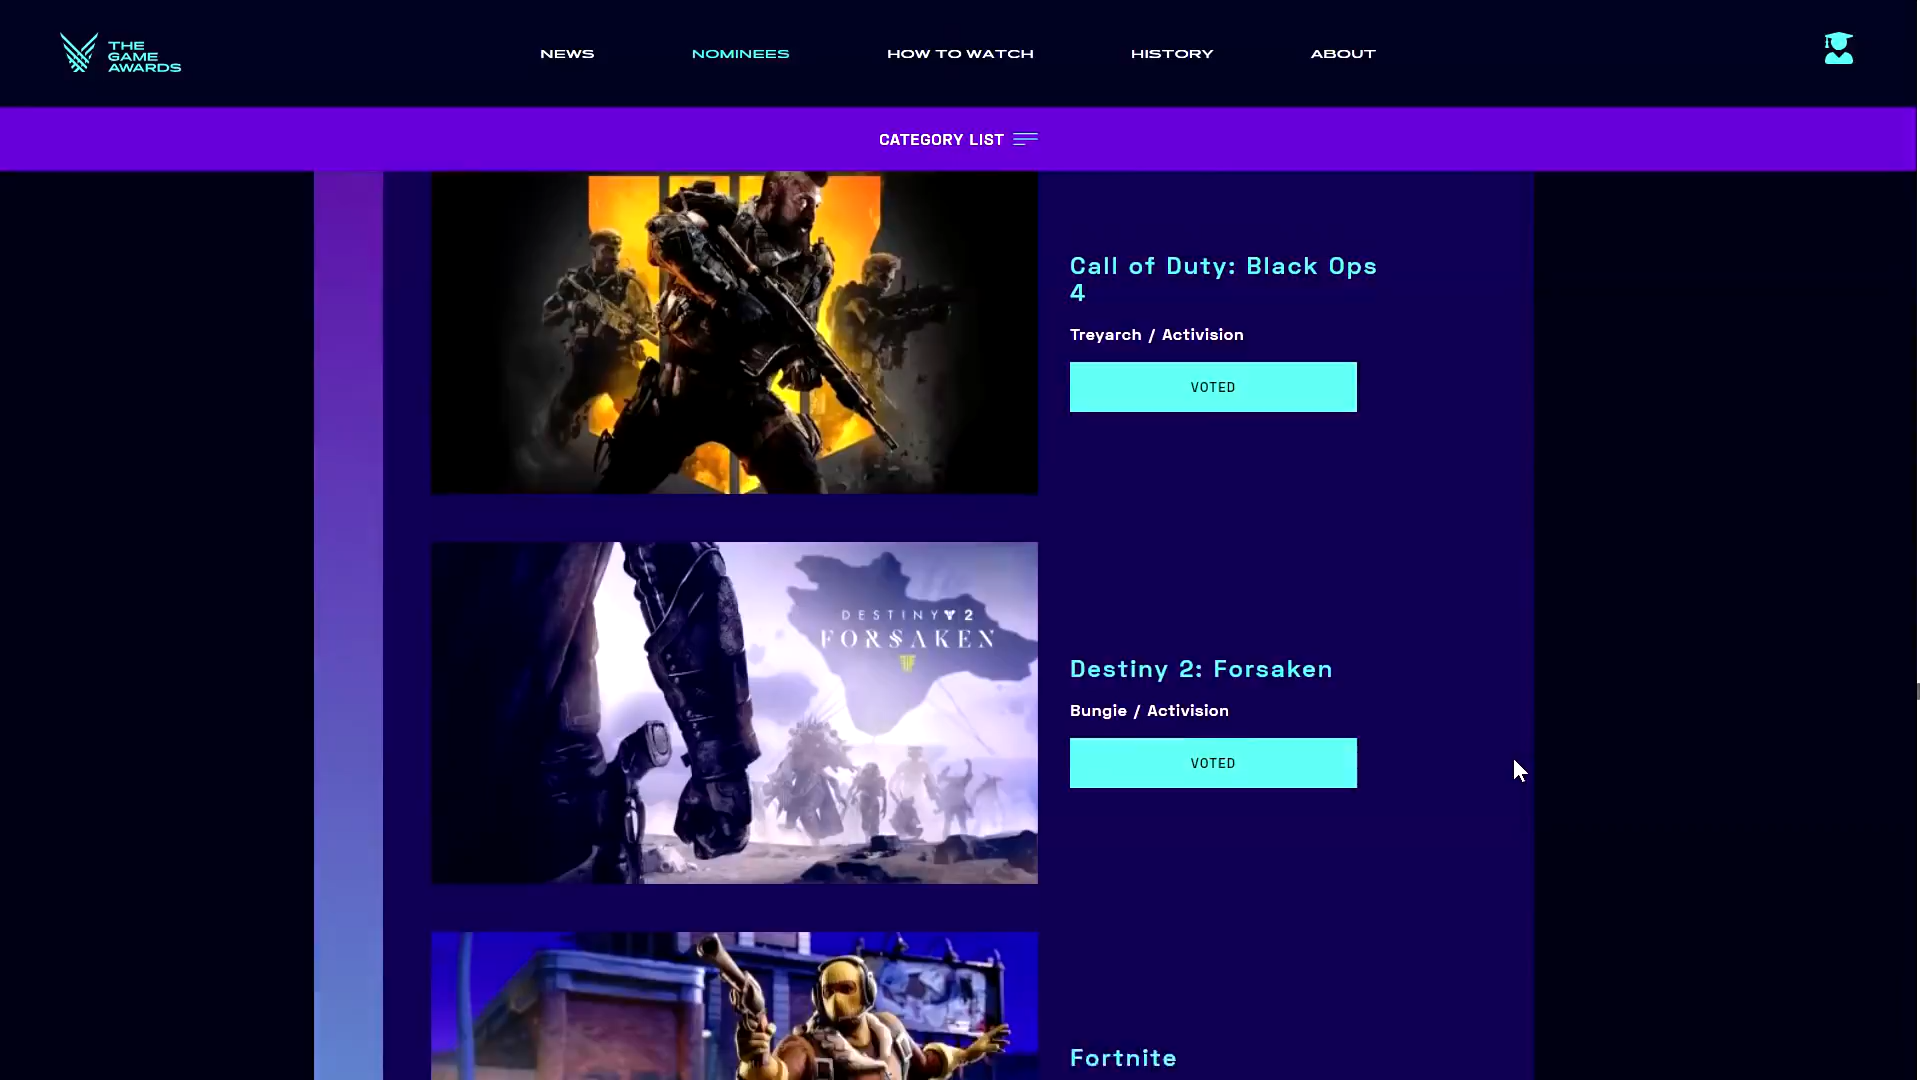 THE
GAME
AWARDS
NEWS
NOMINEES
HOW TO WATCH
HISTORY
ABOUT
CATEGORY LIST
Call of Duty: Black Ops
4
Treyarch / Activision
VOTED
DESTINY 2
FORSAKEN
Destiny 2: Forsaken
Bungie / Activision
VOTED
Fortnite